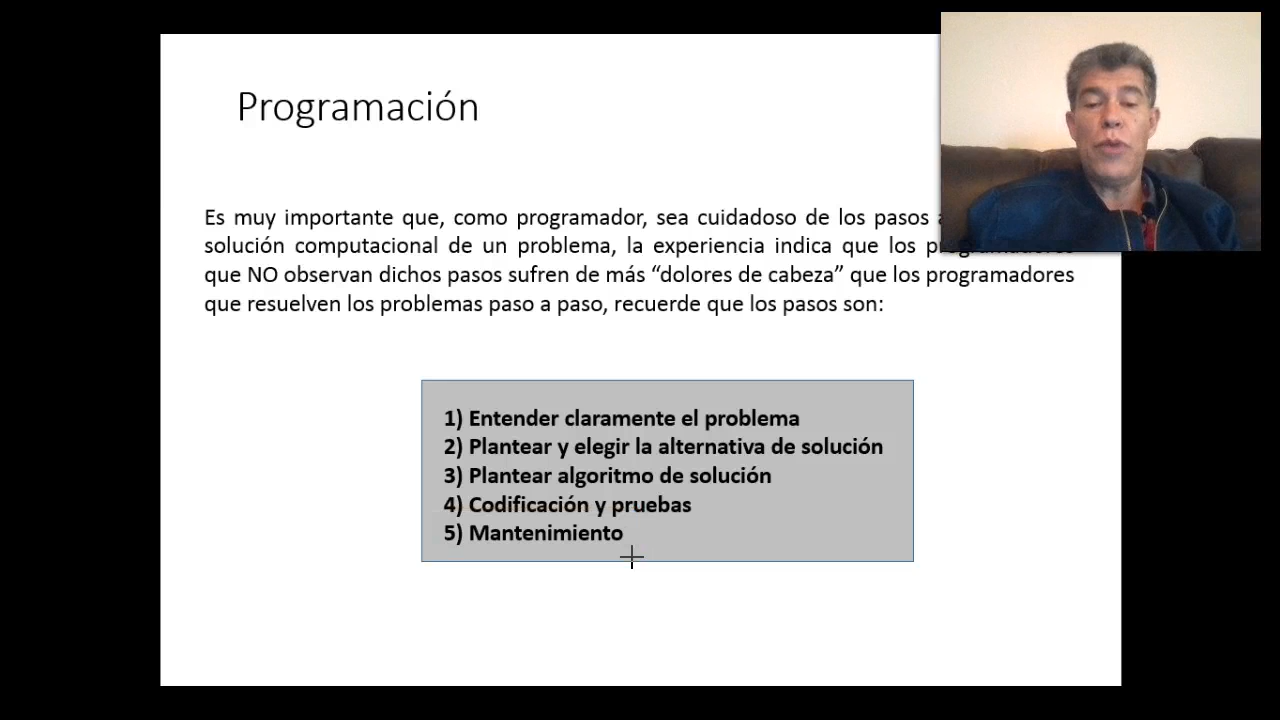 Programación
Es muy importante que, como programador, sea cuidadoso de los pasos
solución computacional de un problema, la experiencia indica que los
que NO observan dichos pasos sufren de más “dolores de cabeza” que los programadores
que resuelven los problemas paso a paso, recuerde que los pasos son:
1) Entender claramente el problema
2) Plantear y elegir la alternativa de solución
3) Plantear algoritmo de solución
4) Codificación y pruebas
5) Mantenimiento